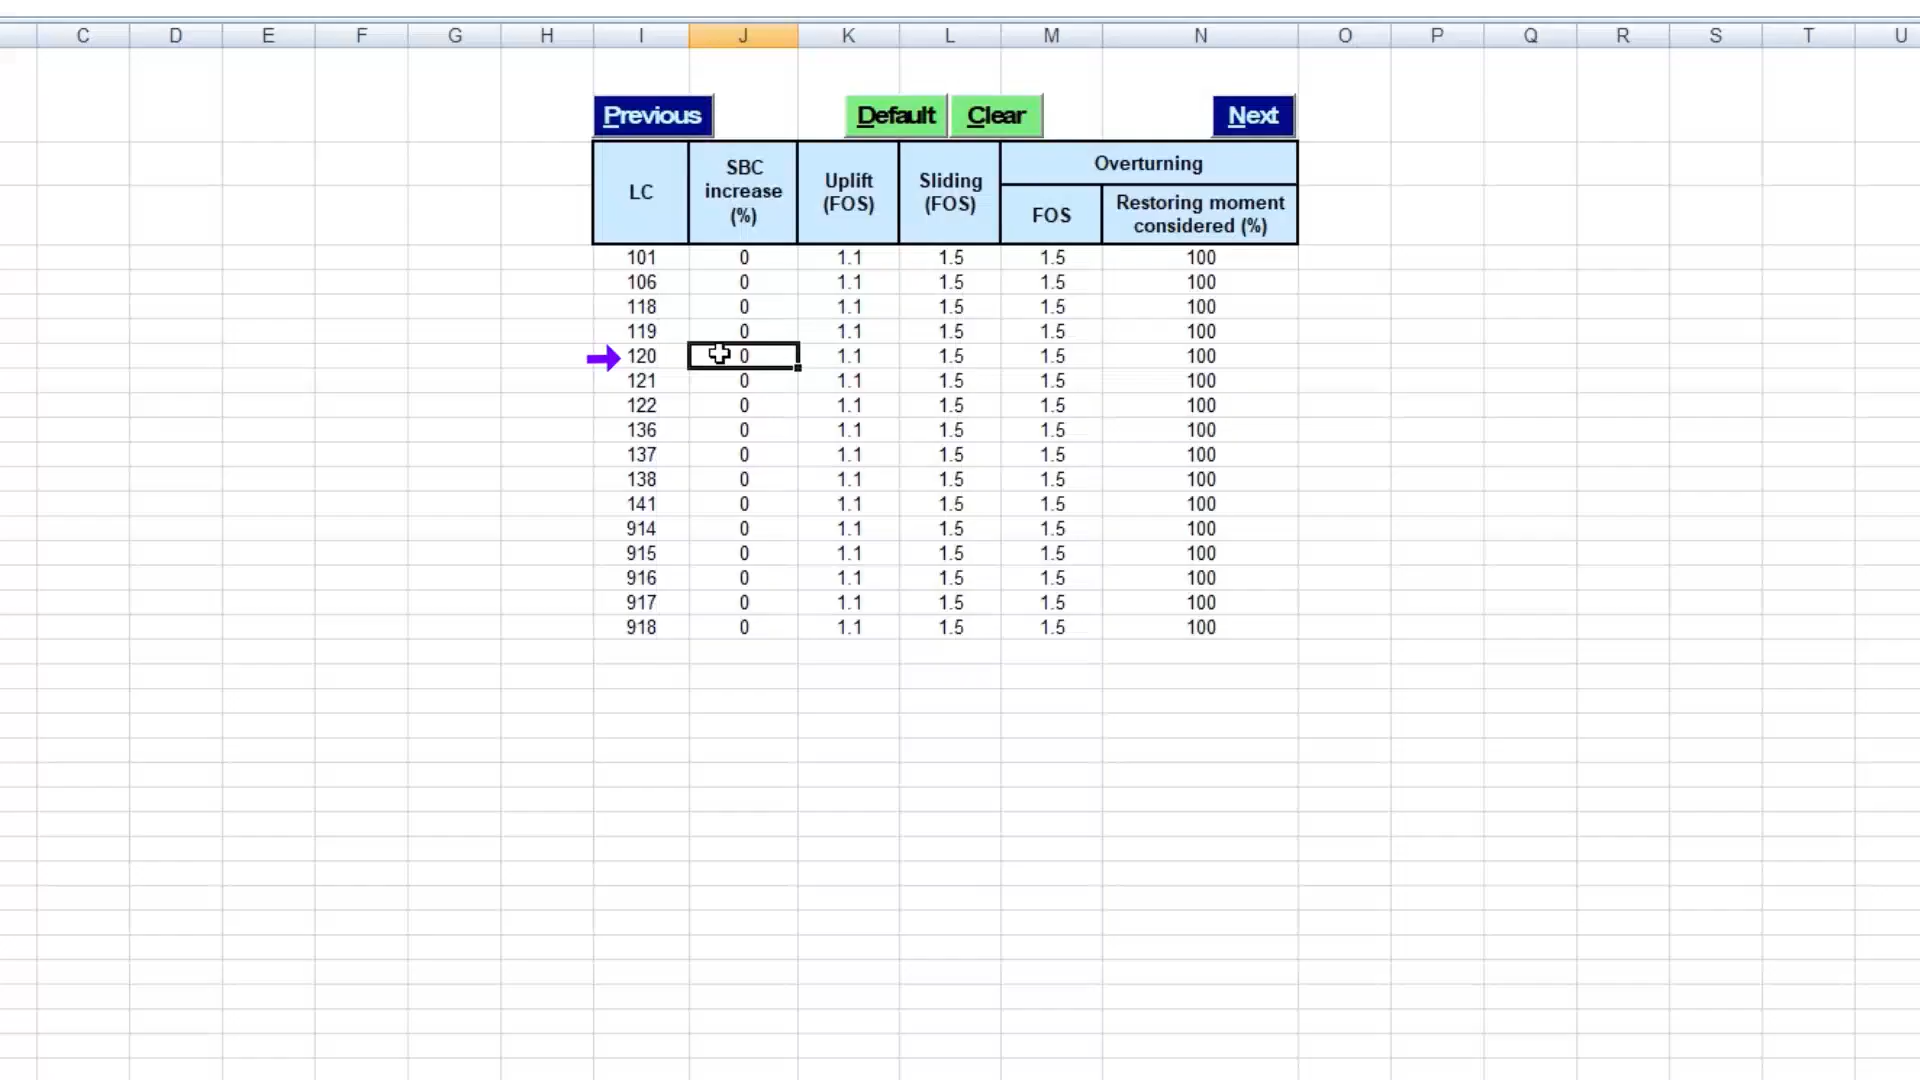 C D E F G H I J K L M N O P Q R S T U
Previous Default Clear Next
LC
SBC
increase
(%)
Uplift
(FOS)
Sliding
(FOS)
Overturning
FOS
Restoring moment
considered (%)
101 0 1.1 1.5 1.5 100
106 0 1.1 1.5 1.5 100
118 0 1.1 1.5 1.5 100
119 0 1.1 1.5 1.5 100
120 0 1.1 1.5 1.5 100
121 0 1.1 1.5 1.5 100
122 0 1.1 1.5 1.5 100
136 0 1.1 1.5 1.5 100
137 0 1.1 1.5 1.5 100
138 0 1.1 1.5 1.5 100
141 0 1.1 1.5 1.5 100
914 0 1.1 1.5 1.5 100
915 0 1.1 1.5 1.5 100
916 0 1.1 1.5 1.5 100
917 0 1.1 1.5 1.5 100
918 0 1.1 1.5 1.5 100